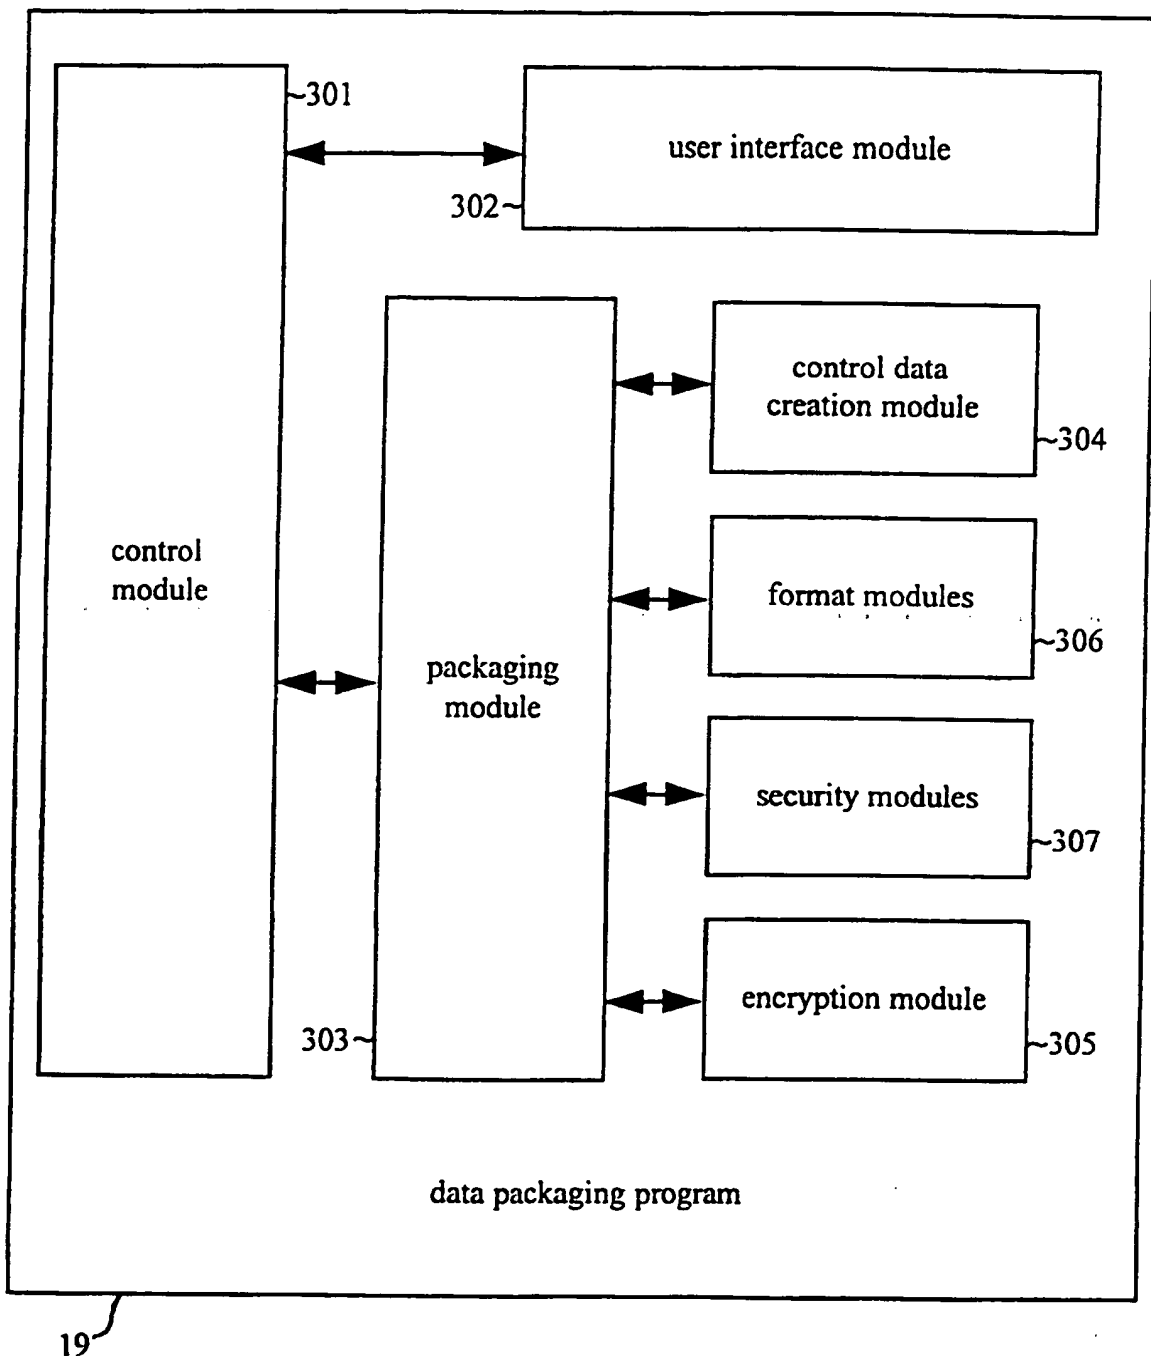 301
user interface module
302
control data
creation module
304
control
module
format modules
306
packaging
module
security modules
307
encryption module
303
305
data packaging program
19